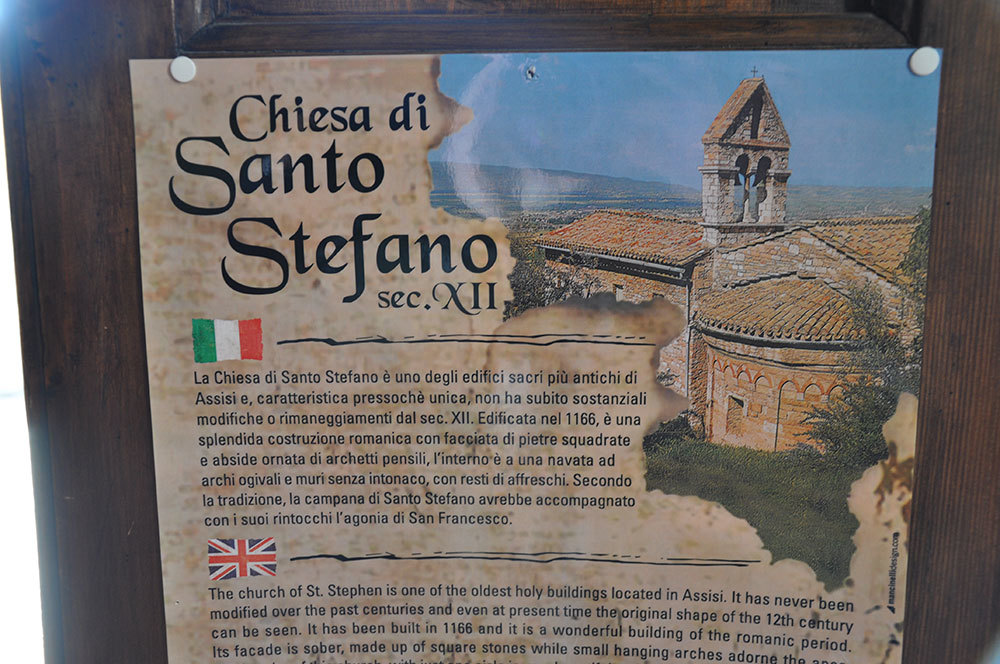 Chiesa di
Santo
Stefano
sec. XII
La Chiesa di Santo Stefano è uno degli edifici sacri più antichi di
Assisi e, caratteristica pressochè unica, non ha subito sostanziali
modifiche o rimaneggiamenti dal sec. XII. Edificata nel 1166, è una
splendida costruzione romanica con facciata di pietre squadrate
e abside ornata di archetti pensili, l'interno è a una navata ad
archi ogivali e muri senza intonaco, con resti di affreschi. Secondo
la tradizione, la campana di Santo Stefano avrebbe accompagnato
con i suoi rintocchi l'agonia di San Francesco.
The church of St. Stephen is one of the oldest holy buildings located in Assisi. It has never been
modified over the past centuries and even at present time the original shape of the 12th century
can be seen. It has been built in 1166 and it is a wonderful building of the romanic period.
Its facade is sober, made up of square stones while small hanging arches adorne the apse
mancinellidesign.com